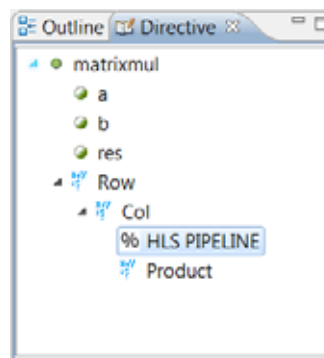 Outline Directive
matrixmul
a
b
res
Row
Col
% HLS PIPELINE
Product